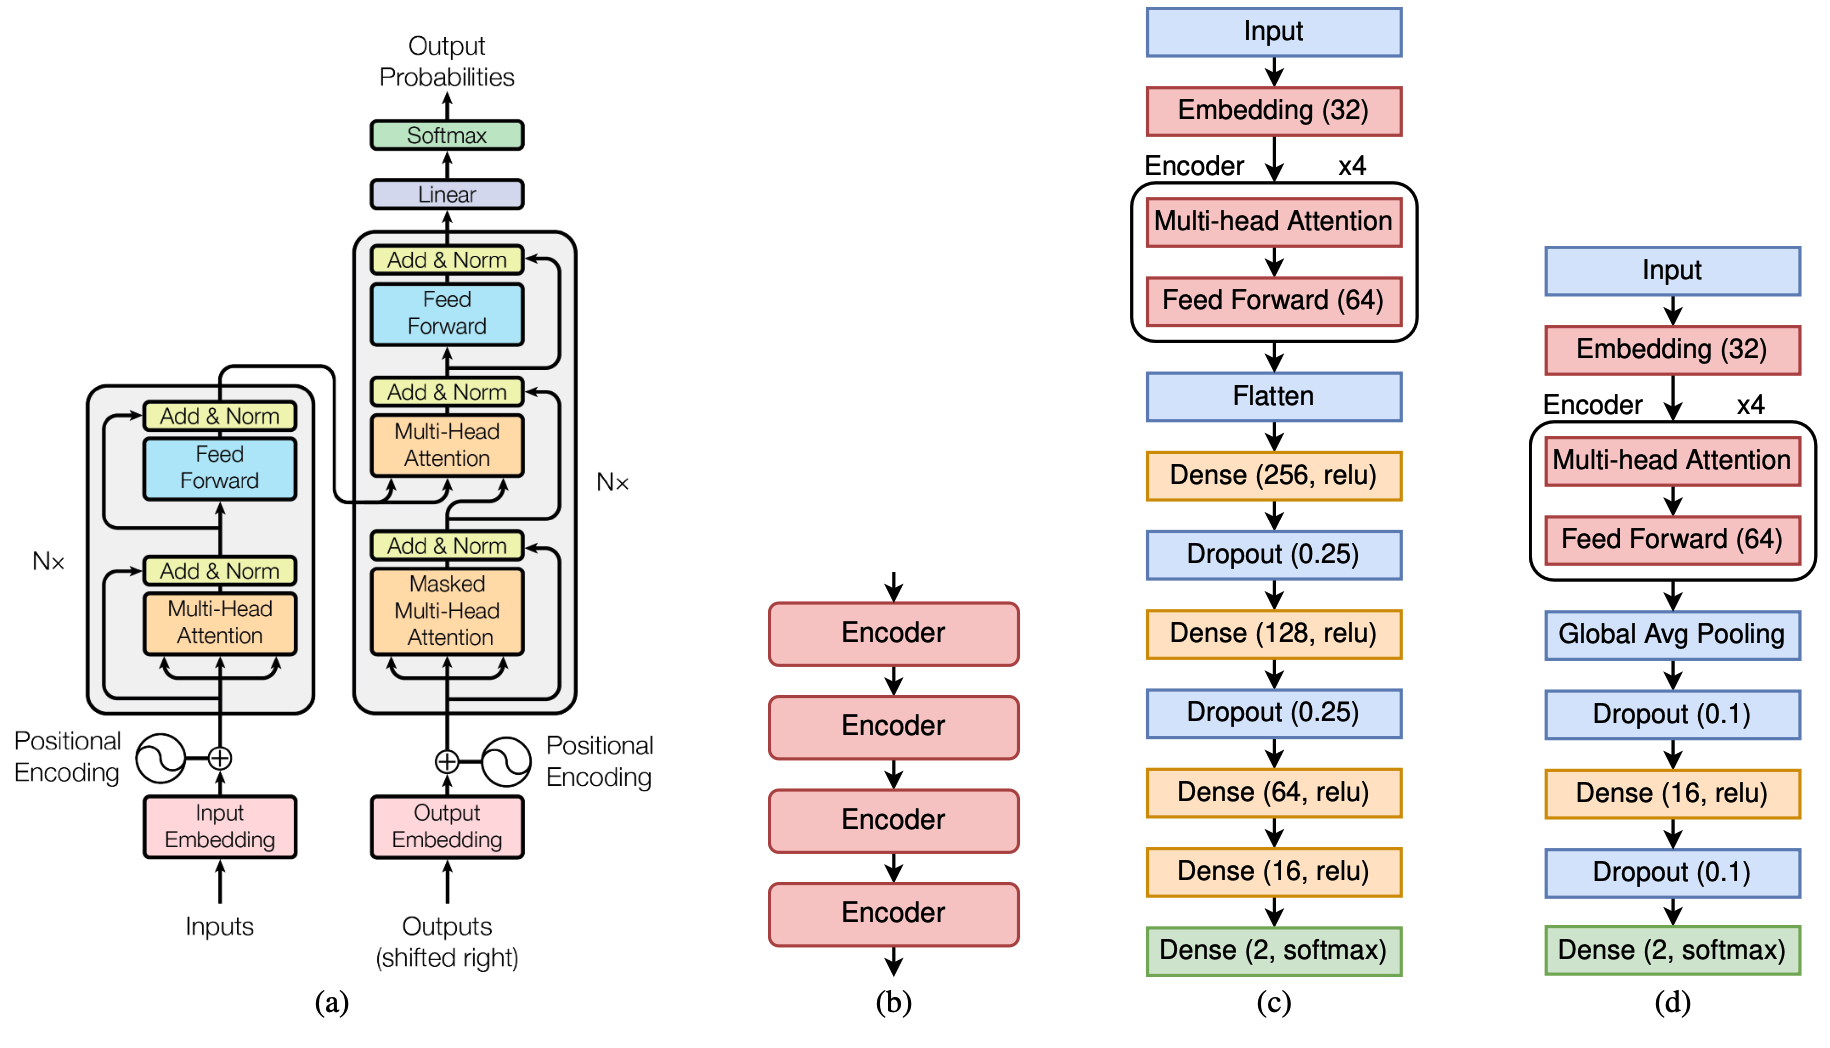 Output
Probabilities
Softmax
Linear
Add & Norm
Feed
Forward
Add & Norm
Multi-Head
Attention
Nx
Add & Norm
Masked
Multi-Head
Attention
Positional
Encoding
Output
Embedding
Outputs
(shifted right)
Add & Norm
Feed
Forward
Nx
Add & Norm
Multi-Head
Attention
Positional
Encoding
Input
Embedding
Inputs
(a)
Encoder
Encoder
Encoder
Encoder
(b)
Input
Embedding (32)
Encoder x4
Multi-head Attention
Feed Forward (64)
Flatten
Dense (256, relu)
Dropout (0.25)
Dense (128, relu)
Dropout (0.25)
Dense (64, relu)
Dense (16, relu)
Dense (2, softmax)
(c)
Input
Embedding (32)
Encoder x4
Multi-head Attention
Feed Forward (64)
Global Avg Pooling
Dropout (0.1)
Dense (16, relu)
Dropout (0.1)
Dense (2, softmax)
(d)